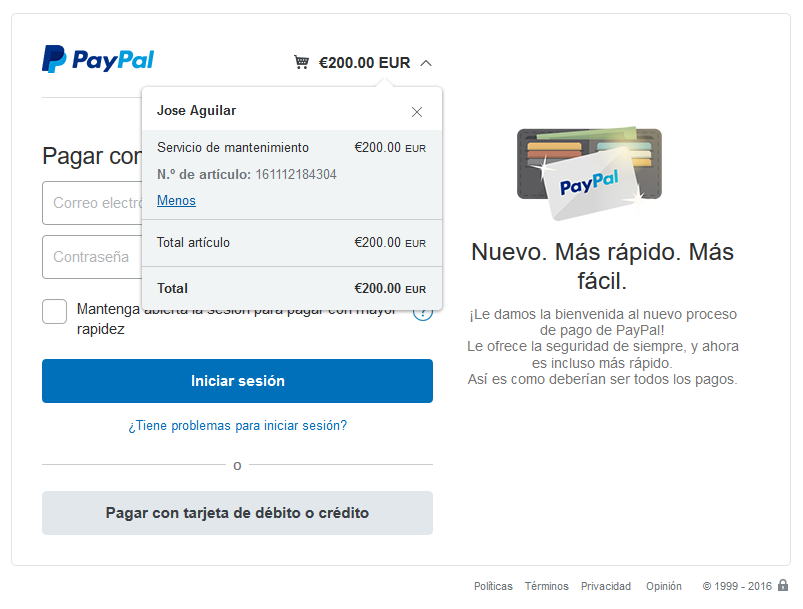 PayPal
€200.00 EUR
Jose Aguilar
Servicio de mantenimiento €200.00 EUR
N.º de artículo: 161112184304
Menos
Total artículo €200.00 EUR
Total €200.00 EUR
Pagar con
Correo electró
Contraseña
Mantenga abierta la sesión para pagar con mayor
rapidez
?
Iniciar sesión
¿Tiene problemas para iniciar sesión?
o
Pagar con tarjeta de débito o crédito
PayPal
Nuevo. Más rápido. Más
fácil.
¡Le damos la bienvenida al nuevo proceso
de pago de PayPal!
Le ofrece la seguridad de siempre, y ahora
es incluso más rápido.
Así es como deberían ser todos los pagos.
Políticas Términos Privacidad Opinión © 1999 - 2016